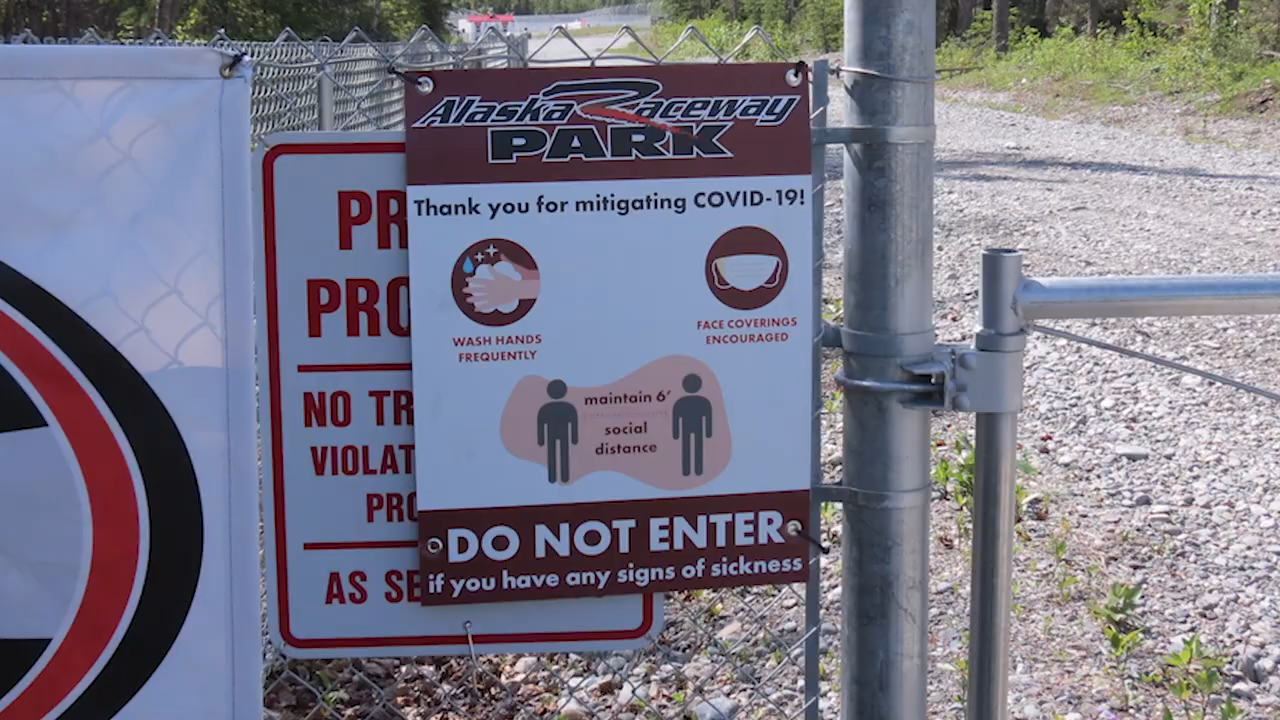 Alaska Raceway
PARK
Thank you for mitigating COVID-19!
WASH HANDS
FREQUENTLY
FACE COVERINGS
ENCOURAGED
maintain 6'
social
distance
DO NOT ENTER
if you have any signs of sickness
PR
PRO
NO TR
VIOLAT
PRO
AS SE